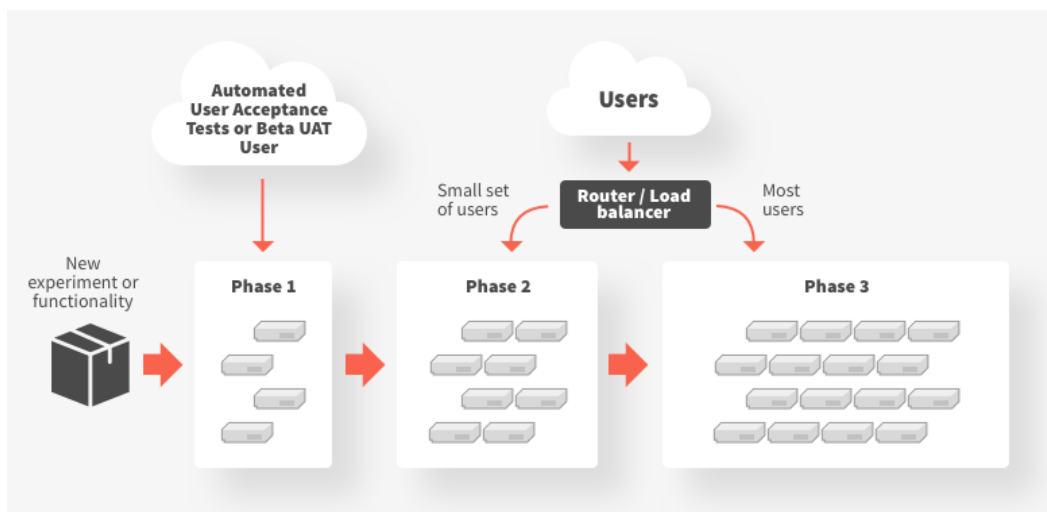 Automated
User Acceptance
Tests or Beta UAT
User
Users
Small set
of users
Router / Load
balancer
Most
users
New
experiment or
functionality
Phase 1
Phase 2
Phase 3